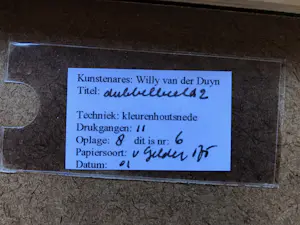 Kunstenares: Willy van der Duyn
Titel: dubbelbeeld 2
Techniek: kleurenhoutsnede
Drukgangen: 11
Oplage: 8 dit is nr: 6
Papiersoort: v Gelder 175
Datum: